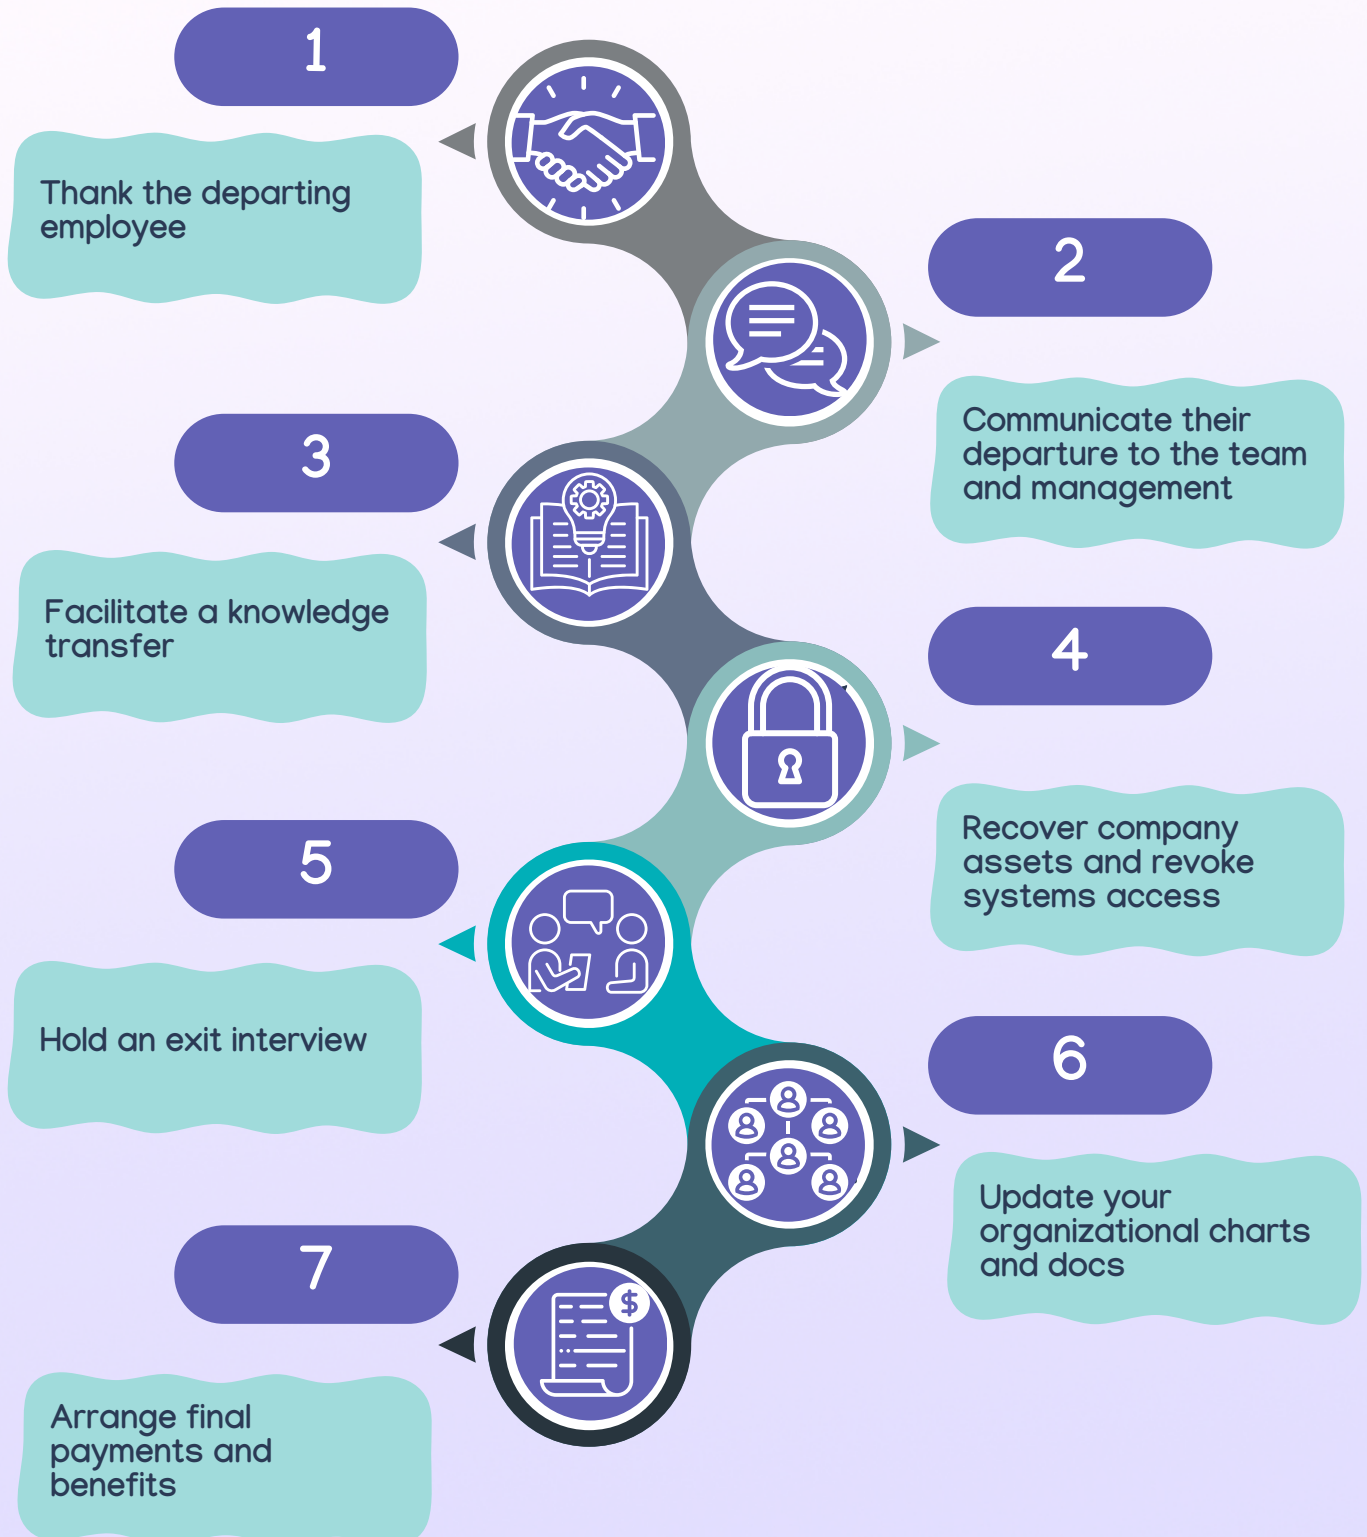 1
Thank the departing
employee
2
Communicate their
departure to the team
and management
3
Facilitate a knowledge
transfer
4
Recover company
assets and revoke
systems access
5
Hold an exit interview
6
Update your
organizational charts
and docs
7
$
Arrange final
payments and
benefits